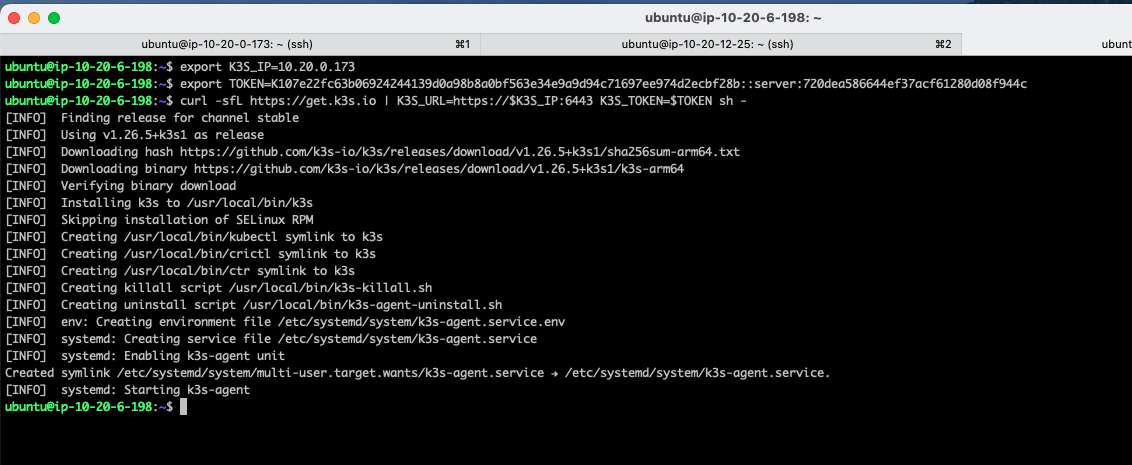 ubuntu@ip-10-20-6-198: ~
ubuntu@ip-10-20-0-173: ~ (ssh) ⌘1 ubuntu@ip-10-20-12-25: ~ (ssh) ⌘2 ubunt
ubuntu@ip-10-20-6-198:~$ export K3S_IP=10.20.0.173
ubuntu@ip-10-20-6-198:~$ export TOKEN=K107e22fc63b06924244139d0a98b8a0bf563e34e9a9d94c71697ee974d2ecbf28b::server:720dea586644ef37acf61280d08f944c
ubuntu@ip-10-20-6-198:~$ curl -sfL https://get.k3s.io | K3S_URL=https://$K3S_IP:6443 K3S_TOKEN=$TOKEN sh -
[INFO]  Finding release for channel stable
[INFO]  Using v1.26.5+k3s1 as release
[INFO]  Downloading hash https://github.com/k3s-io/k3s/releases/download/v1.26.5+k3s1/sha256sum-arm64.txt
[INFO]  Downloading binary https://github.com/k3s-io/k3s/releases/download/v1.26.5+k3s1/k3s-arm64
[INFO]  Verifying binary download
[INFO]  Installing k3s to /usr/local/bin/k3s
[INFO]  Skipping installation of SELinux RPM
[INFO]  Creating /usr/local/bin/kubectl symlink to k3s
[INFO]  Creating /usr/local/bin/crictl symlink to k3s
[INFO]  Creating /usr/local/bin/ctr symlink to k3s
[INFO]  Creating killall script /usr/local/bin/k3s-killall.sh
[INFO]  Creating uninstall script /usr/local/bin/k3s-agent-uninstall.sh
[INFO]  env: Creating environment file /etc/systemd/system/k3s-agent.service.env
[INFO]  systemd: Creating service file /etc/systemd/system/k3s-agent.service
[INFO]  systemd: Enabling k3s-agent unit
Created symlink /etc/systemd/system/multi-user.target.wants/k3s-agent.service → /etc/systemd/system/k3s-agent.service.
[INFO]  systemd: Starting k3s-agent
ubuntu@ip-10-20-6-198:~$